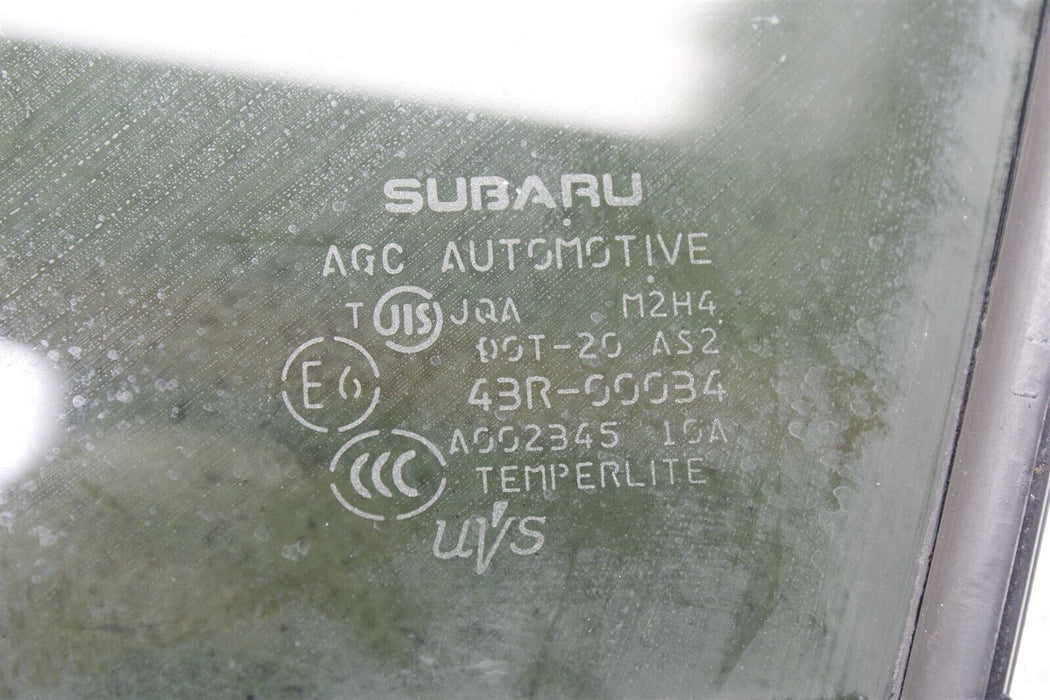 SUBARU
AGC AUTOMOTIVE
T JIS JQA M2H4
DOT-20 AS2
E6 43R-00034
CCC A002345 10A
TEMPERLITE
UVS